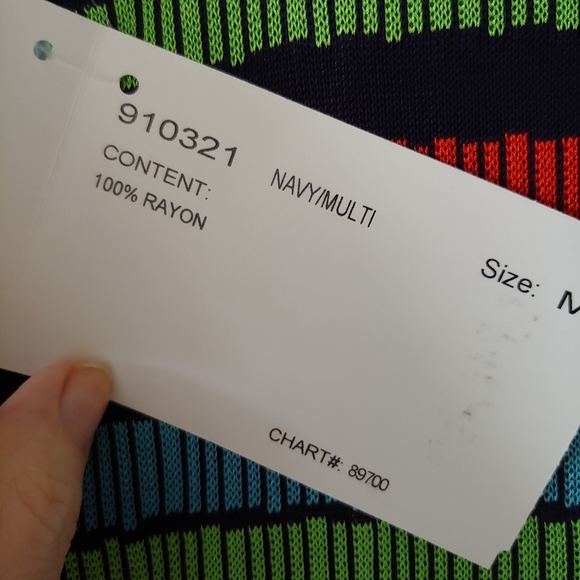 910321
NAVY/MULTI
CONTENT:
100% RAYON
Size: M
CHART#: 89700